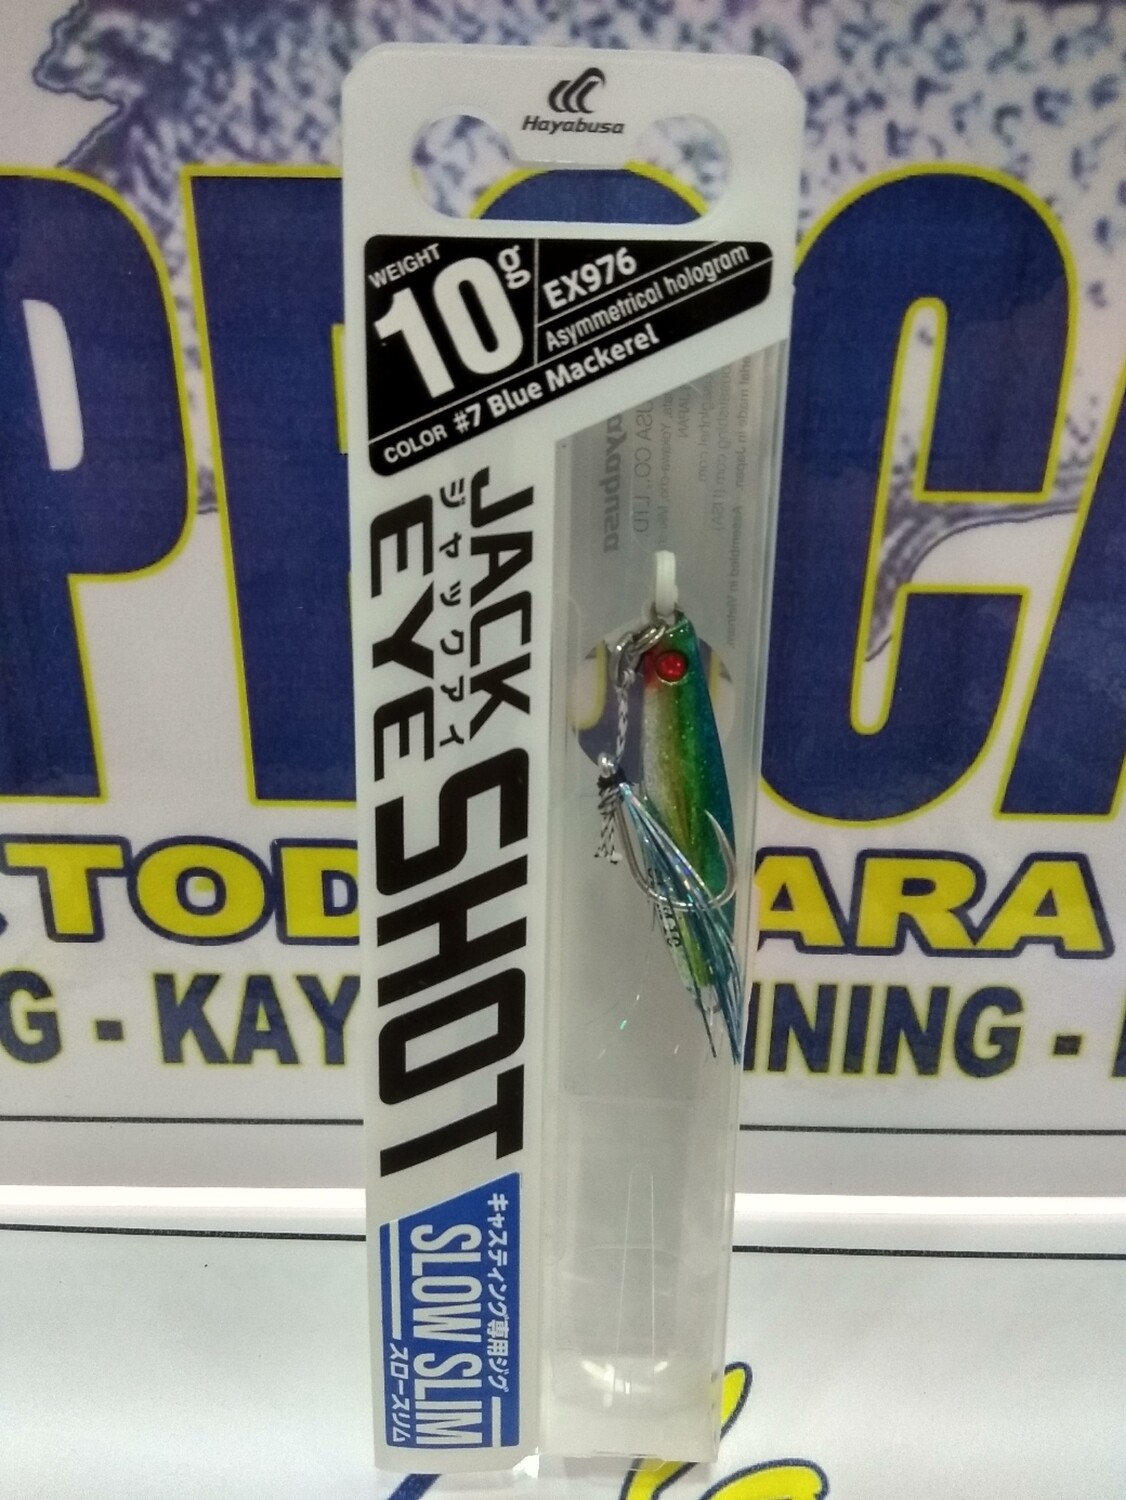 Hayabusa
WEIGHT
10g
EX976
Asymmetrical hologram
COLOR #7 Blue Mackerel
JACK
ジャックアイ
EYE
SHOT
キャスティング専用ジグ
SLOW SLIM
スロースリム
PESCA
TOD
ARA
G - KAY
NING -